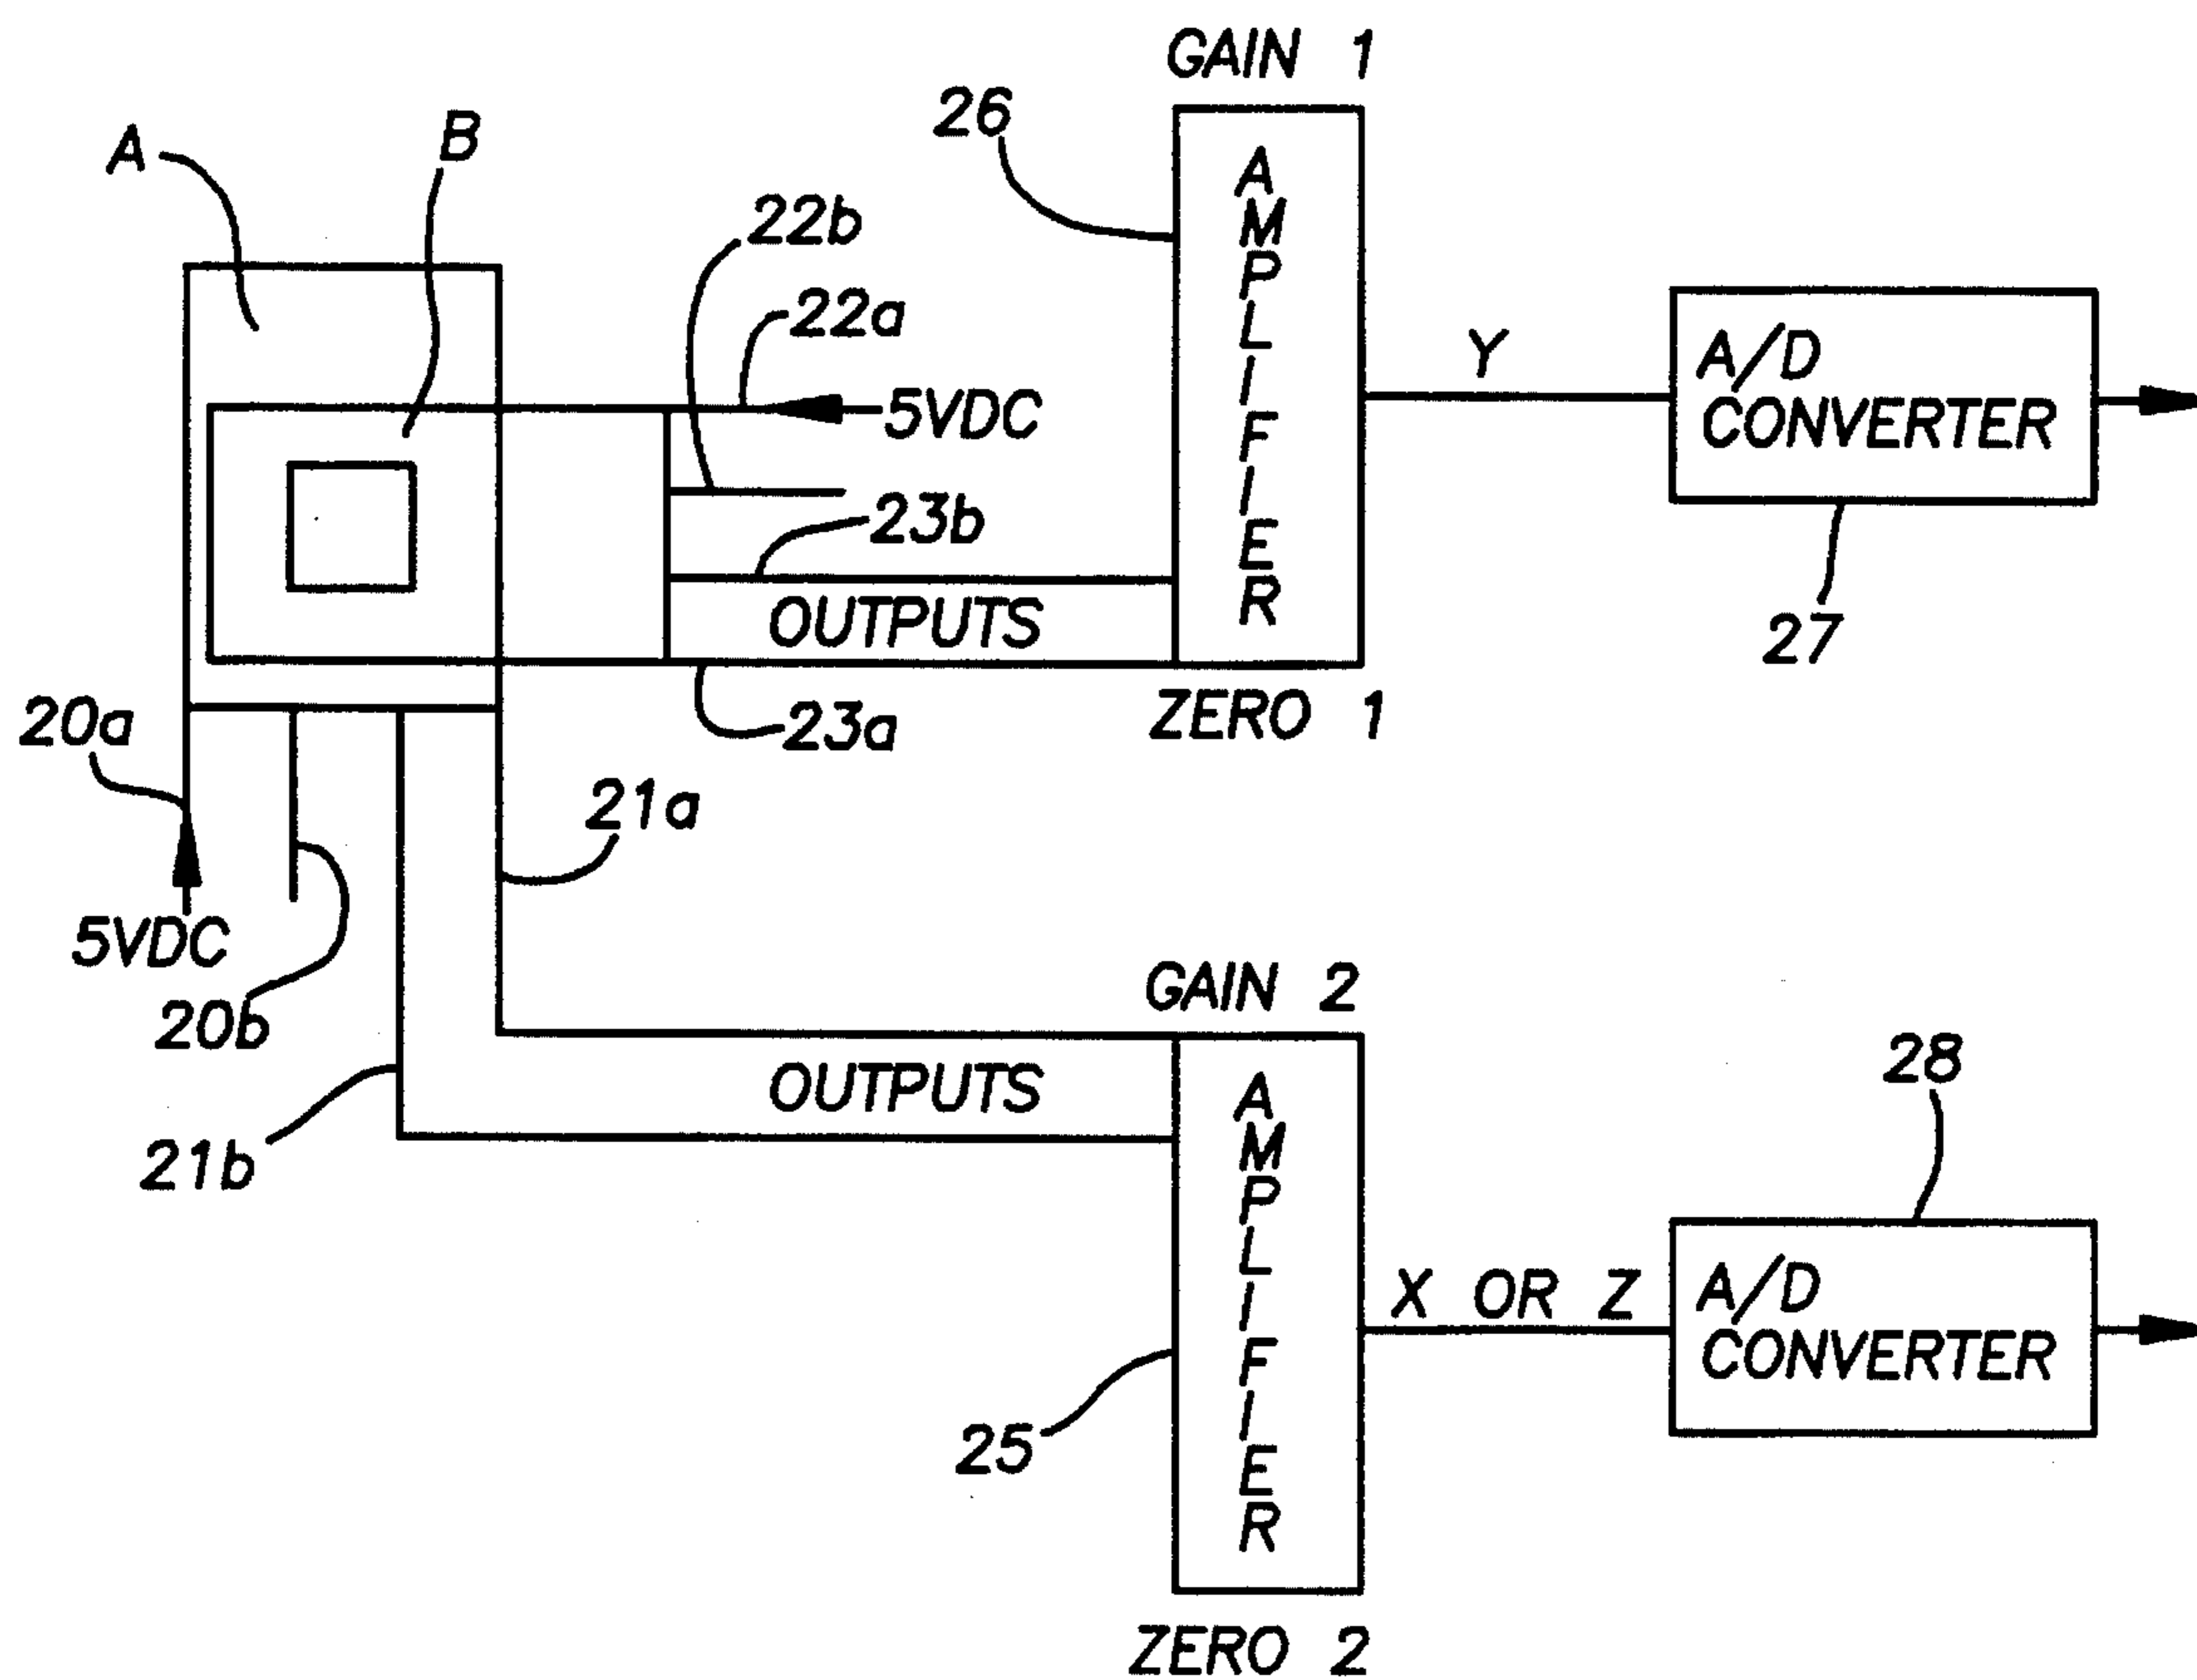 GAIN 1
26
A
B
22b
22a
5VDC
AMPLIFIER
Y
A/D
CONVERTER
27
23b
OUTPUTS
23a
ZERO 1
20a
5VDC
20b
21a
21b
GAIN 2
OUTPUTS
AMPLIFIER
25
X OR Z
28
A/D
CONVERTER
ZERO 2